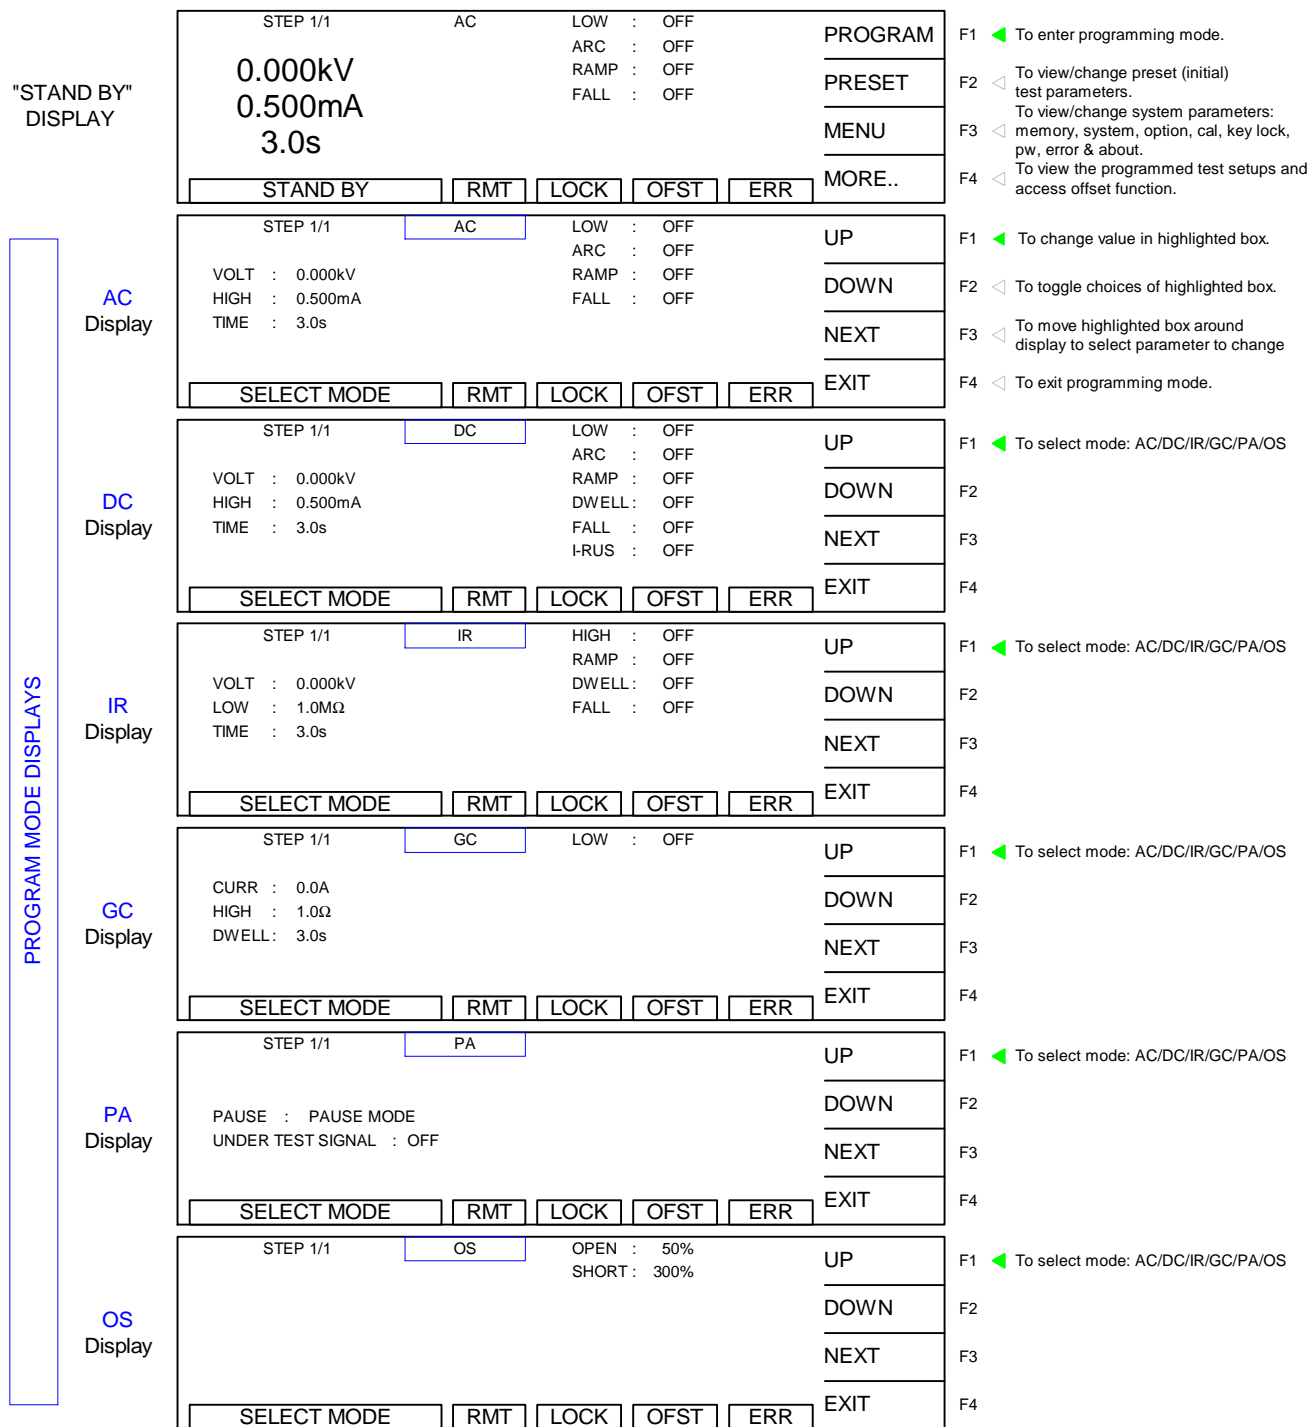 "STAND BY"
DISPLAY
STEP 1/1 AC LOW : OFF
ARC : OFF
0.000kV RAMP : OFF
0.500mA FALL : OFF
3.0s
STAND BY RMT LOCK OFST ERR
PROGRAM F1 To enter programming mode.
PRESET F2 To view/change preset (initial)
test parameters.
MENU F3 To view/change system parameters:
memory, system, option, cal, key lock,
pw, error & about.
MORE.. F4 To view the programmed test setups and
access offset function.
PROGRAM MODE DISPLAYS
AC
Display
STEP 1/1 AC LOW : OFF
ARC : OFF
VOLT : 0.000kV RAMP : OFF
HIGH : 0.500mA FALL : OFF
TIME : 3.0s
SELECT MODE RMT LOCK OFST ERR
UP F1 To change value in highlighted box.
DOWN F2 To toggle choices of highlighted box.
NEXT F3 To move highlighted box around
display to select parameter to change
EXIT F4 To exit programming mode.
DC
Display
STEP 1/1 DC LOW : OFF
ARC : OFF
VOLT : 0.000kV RAMP : OFF
HIGH : 0.500mA DWELL : OFF
TIME : 3.0s FALL : OFF
I-RUS : OFF
SELECT MODE RMT LOCK OFST ERR
UP F1 To select mode: AC/DC/IR/GC/PA/OS
DOWN F2
NEXT F3
EXIT F4
IR
Display
STEP 1/1 IR HIGH : OFF
RAMP : OFF
VOLT : 0.000kV DWELL : OFF
LOW : 1.0MΩ FALL : OFF
TIME : 3.0s
SELECT MODE RMT LOCK OFST ERR
UP F1 To select mode: AC/DC/IR/GC/PA/OS
DOWN F2
NEXT F3
EXIT F4
GC
Display
STEP 1/1 GC LOW : OFF
CURR : 0.0A
HIGH : 1.0Ω
DWELL : 3.0s
SELECT MODE RMT LOCK OFST ERR
UP F1 To select mode: AC/DC/IR/GC/PA/OS
DOWN F2
NEXT F3
EXIT F4
PA
Display
STEP 1/1 PA
PAUSE : PAUSE MODE
UNDER TEST SIGNAL : OFF
SELECT MODE RMT LOCK OFST ERR
UP F1 To select mode: AC/DC/IR/GC/PA/OS
DOWN F2
NEXT F3
EXIT F4
OS
Display
STEP 1/1 OS OPEN : 50%
SHORT : 300%
SELECT MODE RMT LOCK OFST ERR
UP F1 To select mode: AC/DC/IR/GC/PA/OS
DOWN F2
NEXT F3
EXIT F4